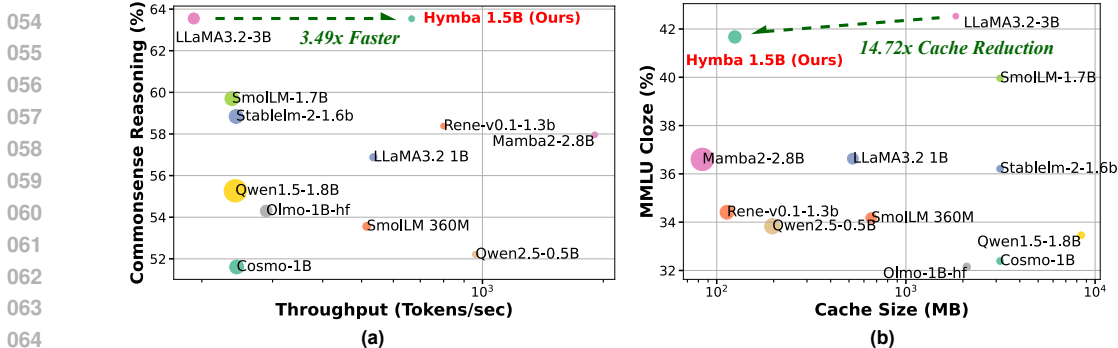 054
055
056
057
058
059
060
061
062
063
064
Commonsense Reasoning (%)
64
62
60
58
56
54
52
LLaMA3.2-3B
3.49x Faster
Hymba 1.5B (Ours)
SmolLM-1.7B
Stablelm-2-1.6b
Rene-v0.1-1.3b
Mamba2-2.8B
LLaMA3.2 1B
Qwen1.5-1.8B
Olmo-1B-hf
SmolLM 360M
Qwen2.5-0.5B
Cosmo-1B
10³
Throughput (Tokens/sec)
(a)
MMLU Cloze (%)
42
40
38
36
34
32
LLaMA3.2-3B
14.72x Cache Reduction
Hymba 1.5B (Ours)
SmolLM-1.7B
Mamba2-2.8B
LLaMA3.2 1B
Stablelm-2-1.6b
Rene-v0.1-1.3b
SmolLM 360M
Qwen2.5-0.5B
Qwen1.5-1.8B
Cosmo-1B
Olmo-1B-hf
10²
10³
10⁴
Cache Size (MB)
(b)